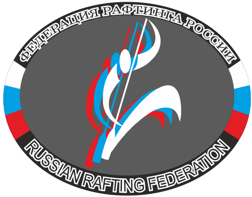 ФЕДЕРАЦИЯ РАФТИНГА РОССИИ
RUSSIAN RAFTING FEDERATION